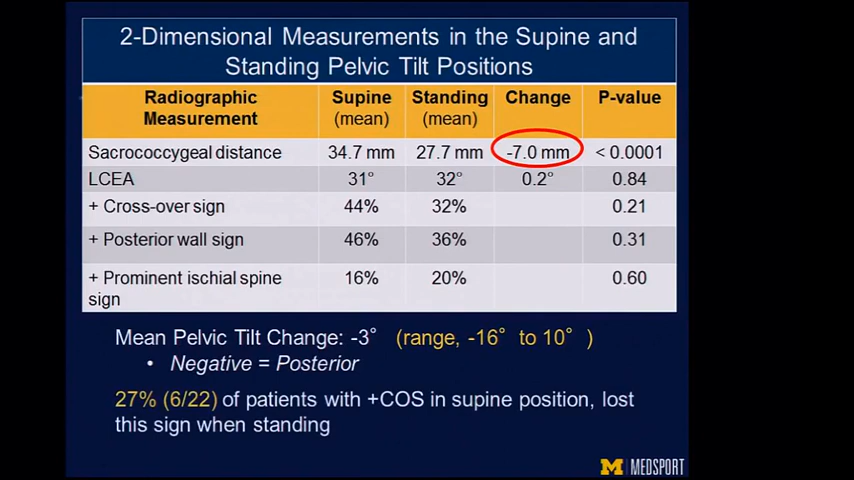 2-Dimensional Measurements in the Supine and
Standing Pelvic Tilt Positions
Radiographic Measurement Supine (mean) Standing (mean) Change P-value
Sacrococcygeal distance 34.7 mm 27.7 mm -7.0 mm < 0.0001
LCEA 31° 32° 0.2° 0.84
+ Cross-over sign 44% 32% 0.21
+ Posterior wall sign 46% 36% 0.31
+ Prominent ischial spine sign 16% 20% 0.60
Mean Pelvic Tilt Change: -3° (range, -16° to 10° )
• Negative = Posterior
27% (6/22) of patients with +COS in supine position, lost
this sign when standing
M MEDSPORT